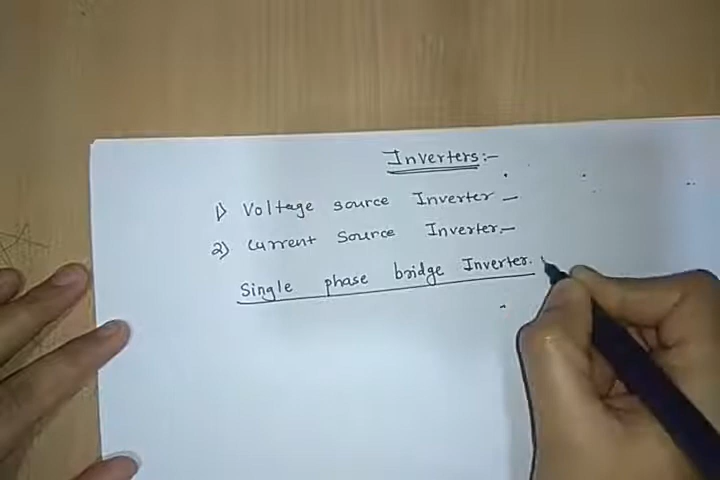 Inverters:-
1) Voltage source Inverter -
2) Current Source Inverter.-
Single phase bridge Inverter.